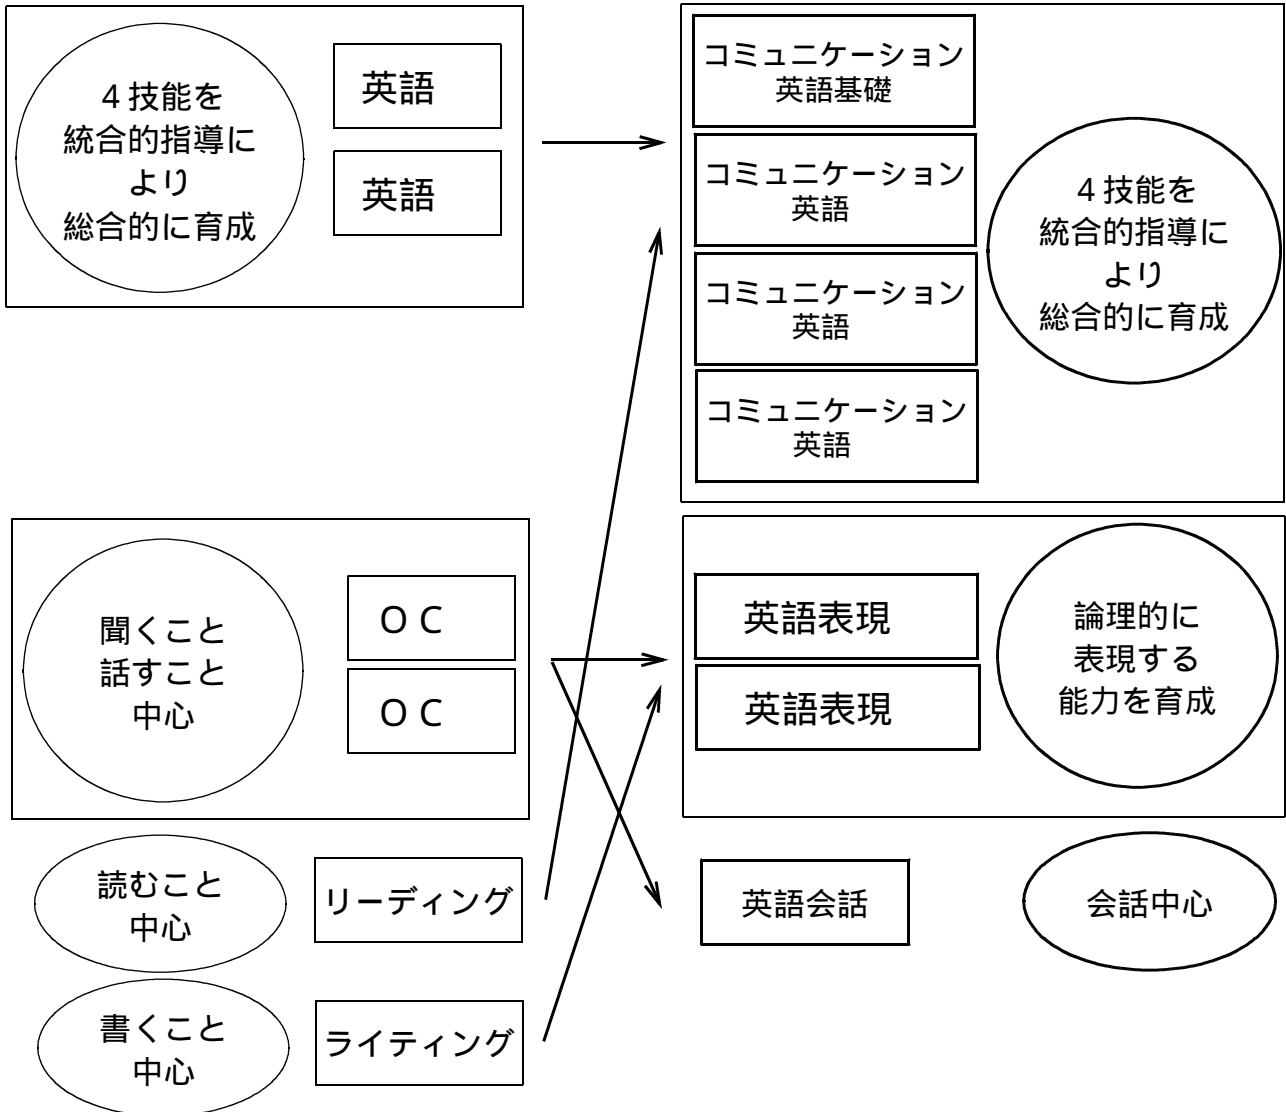 ４技能を
統合的指導に
より
総合的に育成
英語
英語
聞くこと
話すこと
中心
ＯＣ
ＯＣ
読むこと
中心
リーディング
書くこと
中心
ライティング
コミュニケーション
英語基礎
コミュニケーション
英語
コミュニケーション
英語
コミュニケーション
英語
４技能を
統合的指導に
より
総合的に育成
英語表現
英語表現
論理的に
表現する
能力を育成
英語会話
会話中心